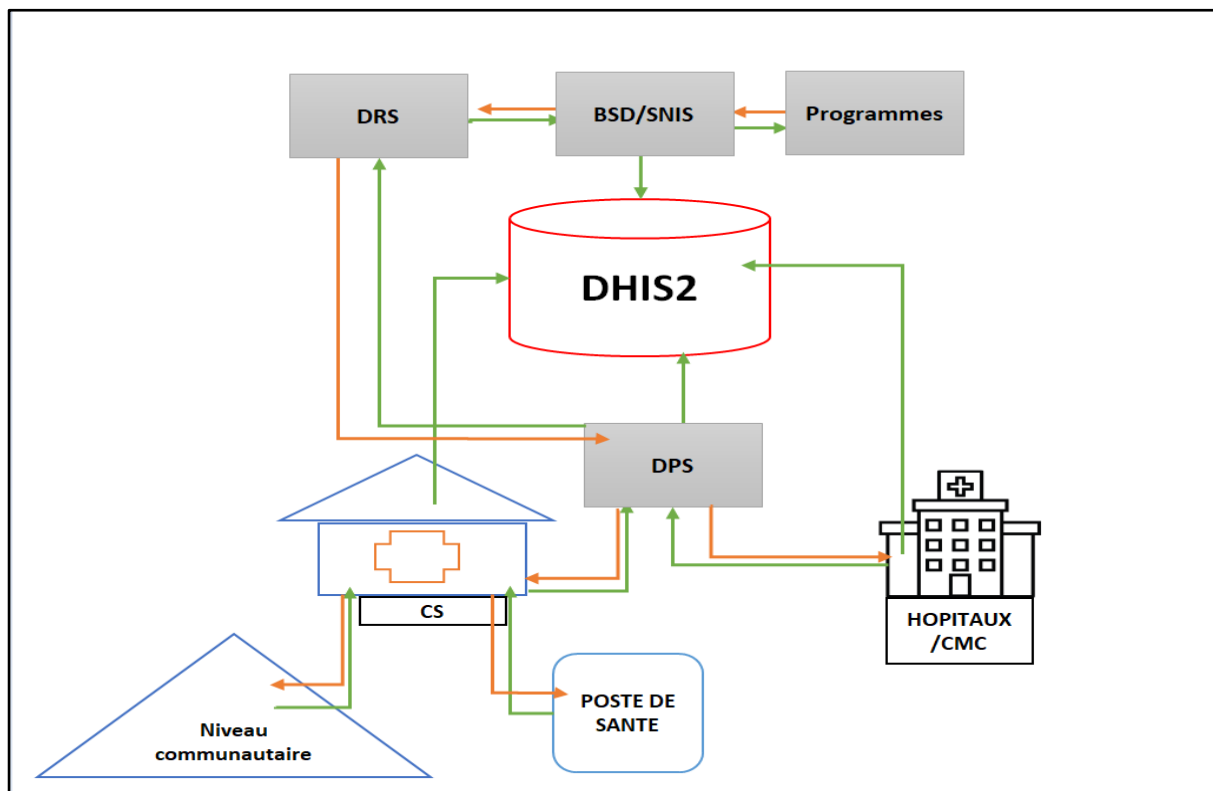 DRS
BSD/SNIS
Programmes
DHIS2
DPS
CS
HOPITAUX
/CMC
POSTE DE
SANTE
Niveau
communautaire